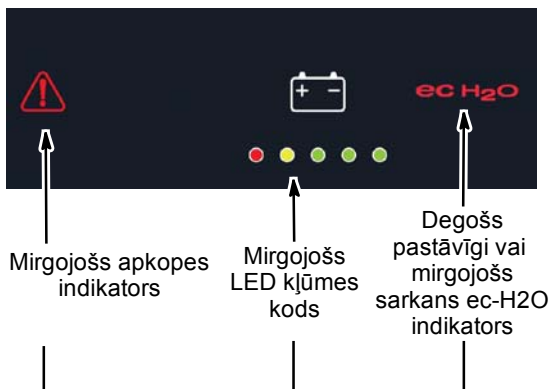 + -
ec H2O
Mirgojošs apkopes
indikators
Mirgojošs
LED kļūmes
kods
Degošs
pastāvīgi vai
mirgojošs
sarkans ec-H2O
indikators